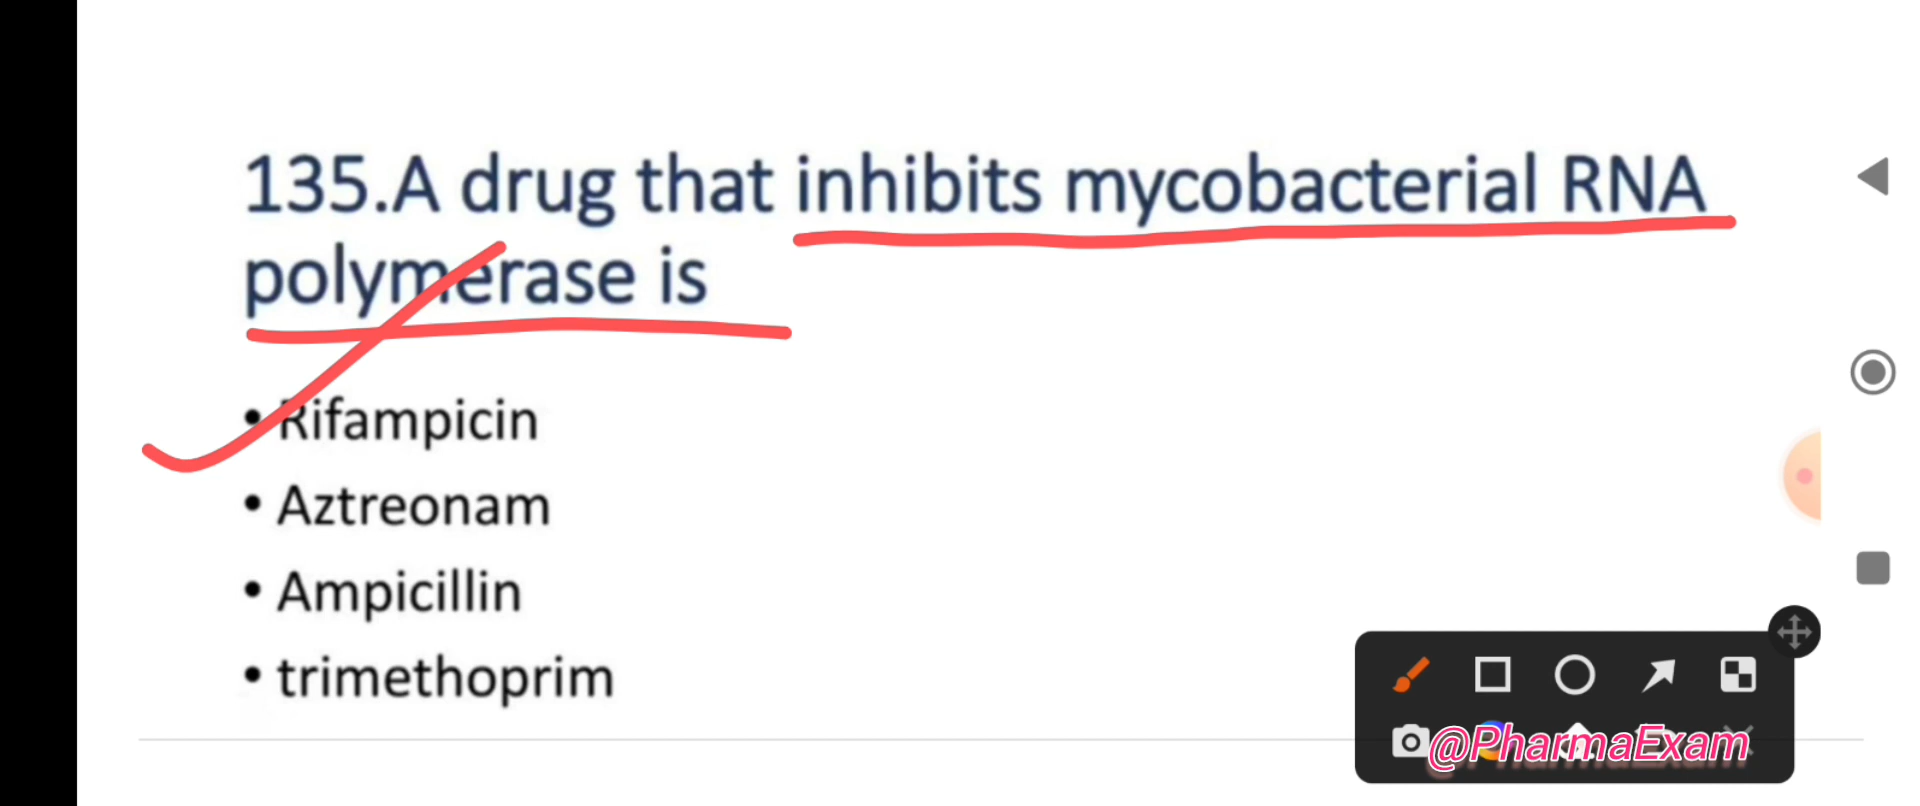 135.A drug that inhibits mycobacterial RNA
polymerase is
• Rifampicin
• Aztreonam
• Ampicillin
• trimethoprim
@PharmaExam